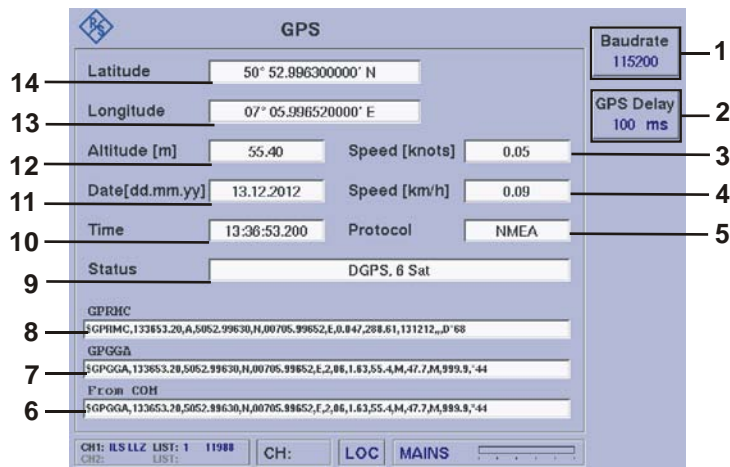 R S
GPS
Baudrate
115200
1
Latitude
50° 52.996300000' N
14
GPS Delay
100 ms
2
Longitude
07° 05.996520000' E
13
Altitude [m]
55.40
Speed [knots]
0.05
12
3
Date[dd.mm.yy]
13.12.2012
Speed [km/h]
0.09
11
4
Time
13:36:53.200
Protocol
NMEA
10
5
Status
DGPS, 6 Sat
9
GPRMC
$GPRMC,133653.20,A,5052.99630,N,00705.99652,E,0.047,288.61,131212,,,D*68
8
GPGGA
$GPGGA,133653.20,5052.99630,N,00705.99652,E,2,06,1.63,55.4,M,47.7,M,999.9,*44
7
From COM
$GPGGA,133653.20,5052.99630,N,00705.99652,E,2,06,1.63,55.4,M,47.7,M,999.9,*44
6
CH1: ILS LLZ LIST: 1 11988
CH2: LIST:
CH:
LOC
MAINS